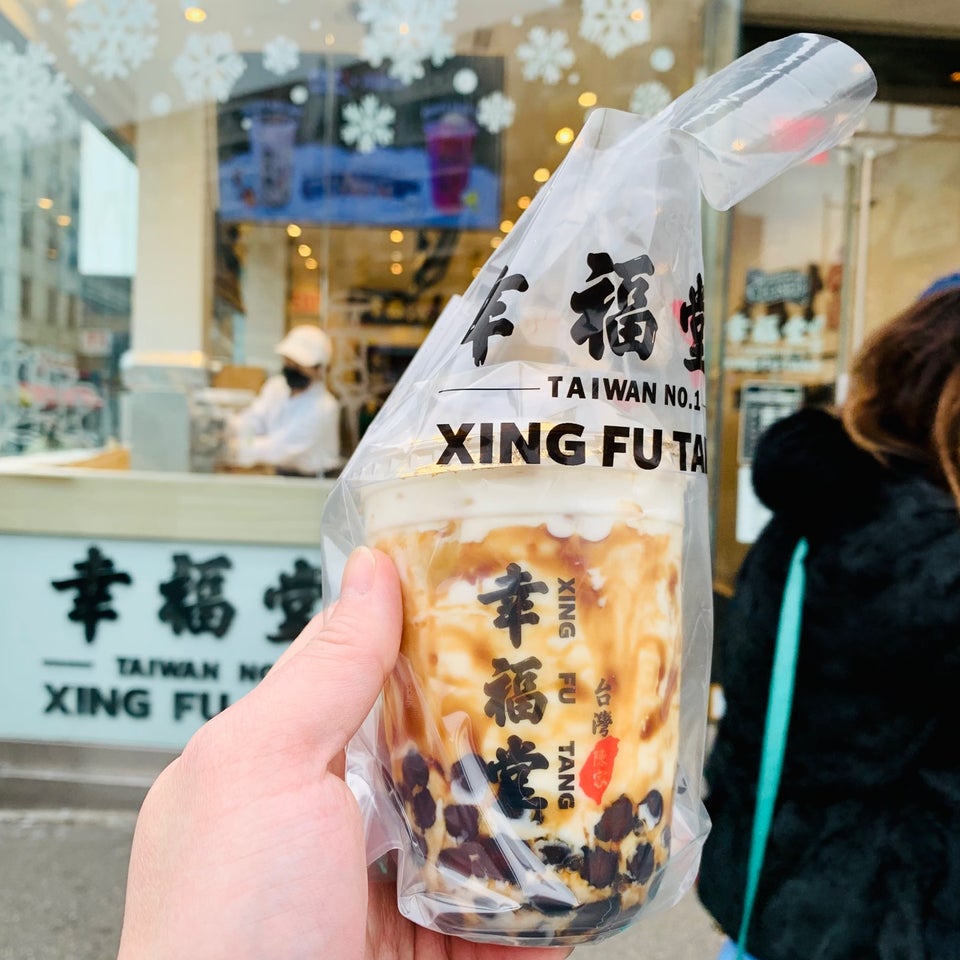 幸福堂
TAIWAN NO.1
XING FU TA
幸福堂
XING FU TANG
台灣
幸福堂
TAIWAN NO
XING FU